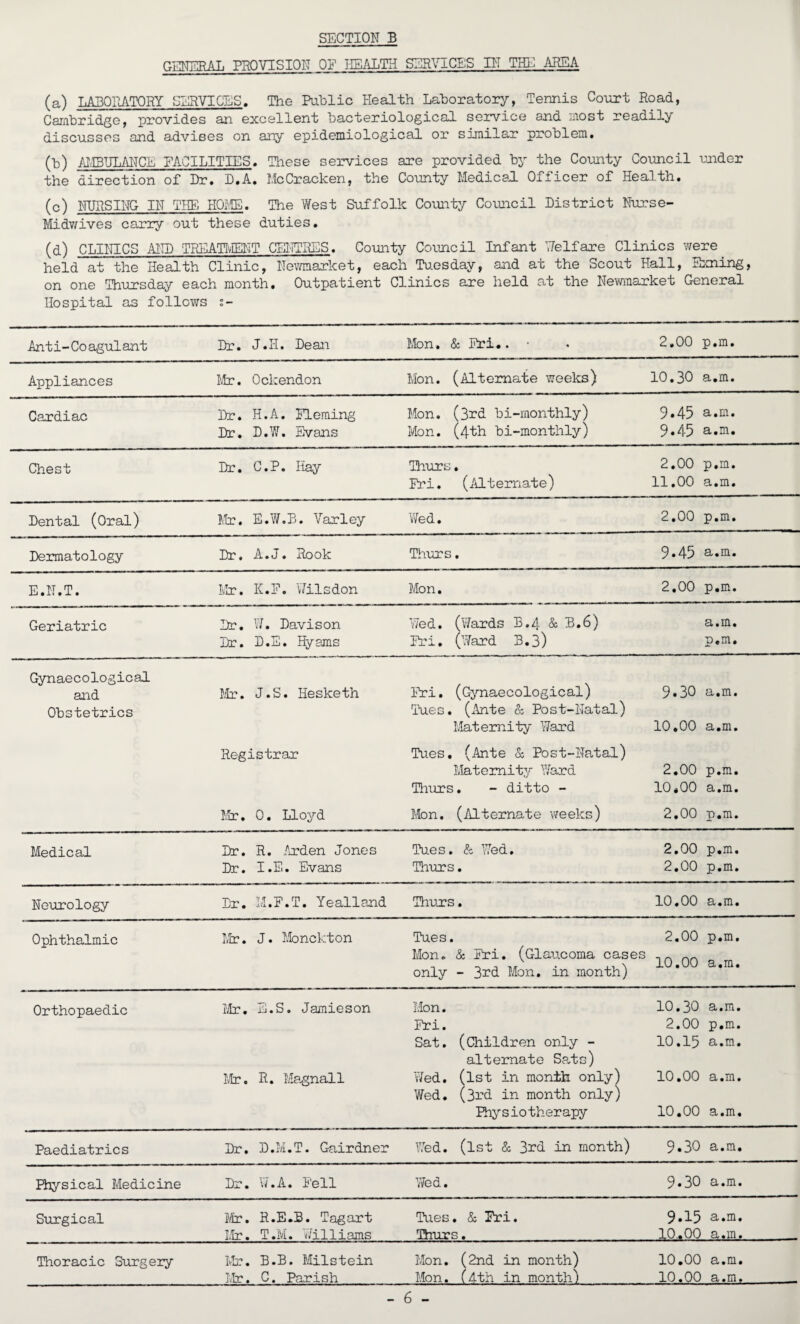 SECTION B
GENERAL PROVISION OF HEALTH SERVICES IN THE AREA
(a) LABORATORY SERVICES. The Public Health Laboratory, Tennis Court Road,
Cambridge, provides an excellent bacteriological service and most readily
discusses and advises on any epidemiological or similar problem.
(b) AMBULANCE FACILITIES. These services are provided by the County Council under
the direction of Dr. D.A. McCracken, the County Medical Officer of Health.
(c) NURSING IN THE HOME. The West Suffolk County Council District Nurse-
Midwives carry out these duties.
(d) CLINICS AND TREATMENT CENTRES. County Council Infant Welfare Clinics were
held at the Health Clinic, Newmarket, each Tuesday, and at the Scout Hall, Exning,
on one Thursday each month. Outpatient Clinics are held at the Newmarket General
Hospital as follows :-
Anti-Coagulant Dr. J.H. Dean Mon. & Fri.. 2.00 p.m.
Appliances Mr. Ockendon Mon. (Alternate weeks) 10.30 a.m.
Cardiac Dr. H.A. Fleming Mon. (3rd bi-monthly) 9.45 a.m.
Dr. D.W. Evans Mon. (4th bi-monthly) 9.45 a.m.
Chest Dr. C.P. Hay Thurs. 2.00 p.m.
Fri. (Alternate) 11.00 a.m.
Dental (Oral) Mr. E.W.B. Varley Wed. 2.00 p.m.
Dermatology Dr. A.J. Rook Thurs. 9.45 a.m.
E.N.T. Mr. K.F. Wilsdon Mon. 2.00 p.m.
Geriatric Dr. W. Davison Wed. (Wards B.4 & B.6) a.m.
Dr. D.E. Hyams Fri. (Ward B.3) p.m.
Gynaecological
and Mr. J.S. Hesketh Fri. (Gynaecological) 9.30 a.m.
Obstetrics Tues. (Ante & Post-Natal)
Maternity Ward 10.00 a.m.
Registrar Tues. (Ante & Post-Natal)
Maternity Ward 2.00 p.m.
Thurs. - ditto - 10.00 a.m.
Mr. O. Lloyd Mon. (Alternate weeks) 2.00 p.m.
Medical Dr. R. Arden Jones Tues. & Wed. 2.00 p.m.
Dr. I.E. Evans Thurs. 2.00 p.m.
Neurology Dr. M.F.T. Yealland Thurs. 10.00 a.m.
Ophthalmic Mr. J. Monckton Tues. 2.00 p.m.
Mon. & Fri. (Glaucoma cases
only - 3rd Mon. in month) 10.00 a.m.
Orthopaedic Mr. E.S. Jamieson Mon. 10.30 a.m.
Fri. 2.00 p.m.
Sat. (Children only - 10.15 a.m.
alternate Sats)
Mr. R. Magnall Wed. (1st in month only) 10.00 a.m.
Wed. (3rd in month only)
Physiotherapy 10.00 a.m.
Paediatrics Dr. D.M.T. Gairdner Wed. (1st & 3rd in month) 9.30 a.m.
Physical Medicine Dr. W.A. Fell Wed. 9.30 a.m.
Surgical Mr. R.E.B. Tagart Tues. & Fri. 9.15 a.m.
Mr. T.M. Williams Thurs. 10.00 a.m.
Thoracic Surgery Mr. B.B. Milstein Mon. (2nd in month) 10.00 a.m.
Mr. C. Parish Mon. (4th in month) 10.00 a.m.
- 6 -